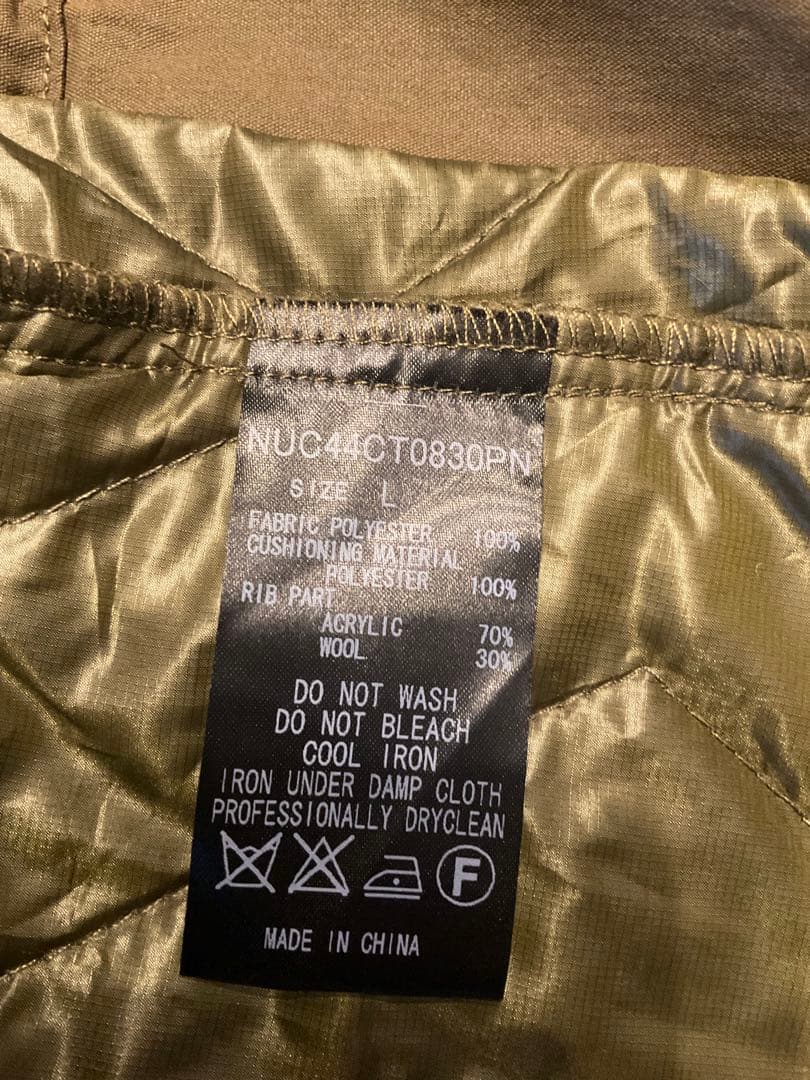 NUC44CT0830PN
SIZE L
FABRIC POLYESTER 100%
CUSHIONING MATERIAL
POLYESTER 100%
RIB PART
ACRYLIC 70%
WOOL 30%
DO NOT WASH
DO NOT BLEACH
COOL IRON
IRON UNDER DAMP CLOTH
PROFESSIONALLY DRYCLEAN
F
MADE IN CHINA